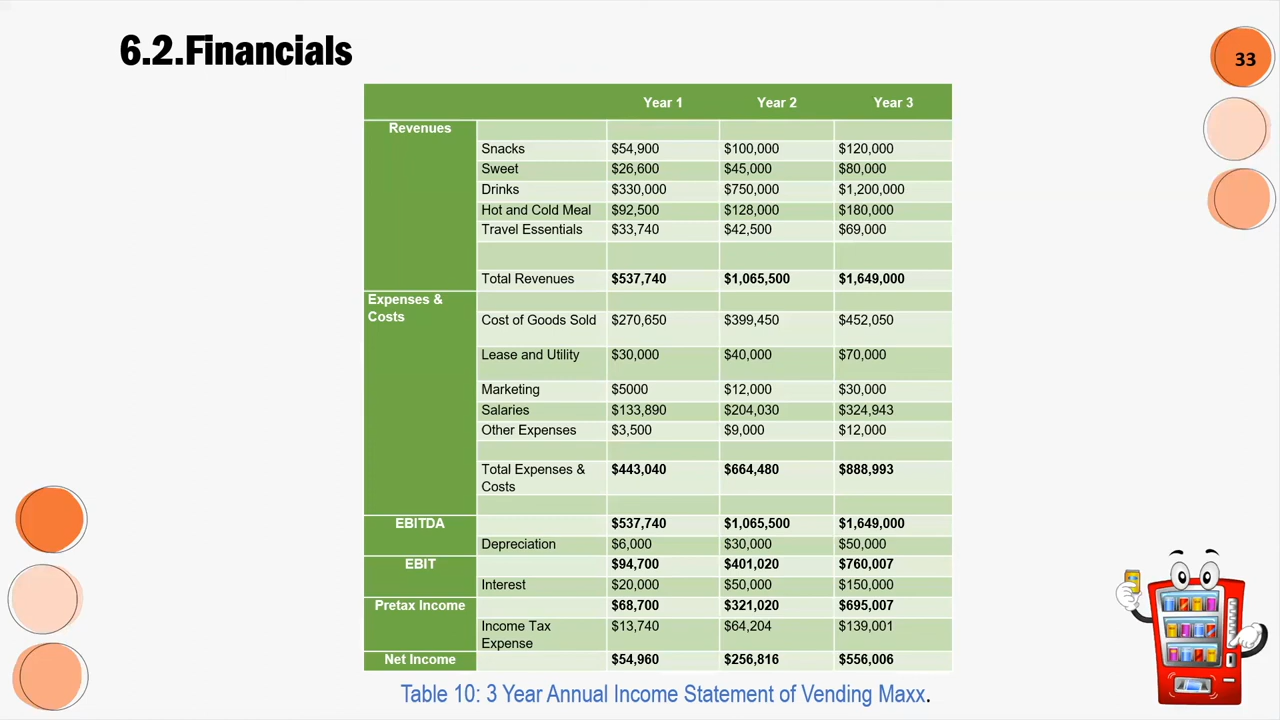 6.2.Financials
33
Year 1 Year 2 Year 3
Revenues
Snacks $54,900 $100,000 $120,000
Sweet $26,600 $45,000 $80,000
Drinks $330,000 $750,000 $1,200,000
Hot and Cold Meal $92,500 $128,000 $180,000
Travel Essentials $33,740 $42,500 $69,000
Total Revenues $537,740 $1,065,500 $1,649,000
Expenses &
Costs
Cost of Goods Sold $270,650 $399,450 $452,050
Lease and Utility $30,000 $40,000 $70,000
Marketing $5000 $12,000 $30,000
Salaries $133,890 $204,030 $324,943
Other Expenses $3,500 $9,000 $12,000
Total Expenses & $443,040 $664,480 $888,993
Costs
EBITDA $537,740 $1,065,500 $1,649,000
Depreciation $6,000 $30,000 $50,000
EBIT $94,700 $401,020 $760,007
Interest $20,000 $50,000 $150,000
Pretax Income $68,700 $321,020 $695,007
Income Tax $13,740 $64,204 $139,001
Expense
Net Income $54,960 $256,816 $556,006
Table 10: 3 Year Annual Income Statement of Vending Maxx.